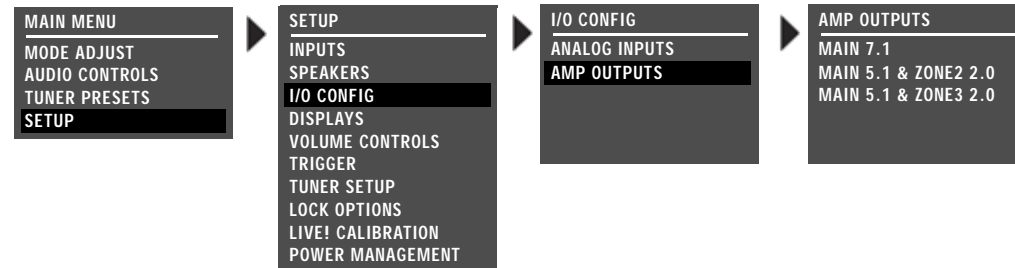 MAIN MENU
MODE ADJUST
AUDIO CONTROLS
TUNER PRESETS
SETUP
SETUP
INPUTS
SPEAKERS
I/O CONFIG
DISPLAYS
VOLUME CONTROLS
TRIGGER
TUNER SETUP
LOCK OPTIONS
LIVE! CALIBRATION
POWER MANAGEMENT
I/O CONFIG
ANALOG INPUTS
AMP OUTPUTS
AMP OUTPUTS
MAIN 7.1
MAIN 5.1 & ZONE2 2.0
MAIN 5.1 & ZONE3 2.0